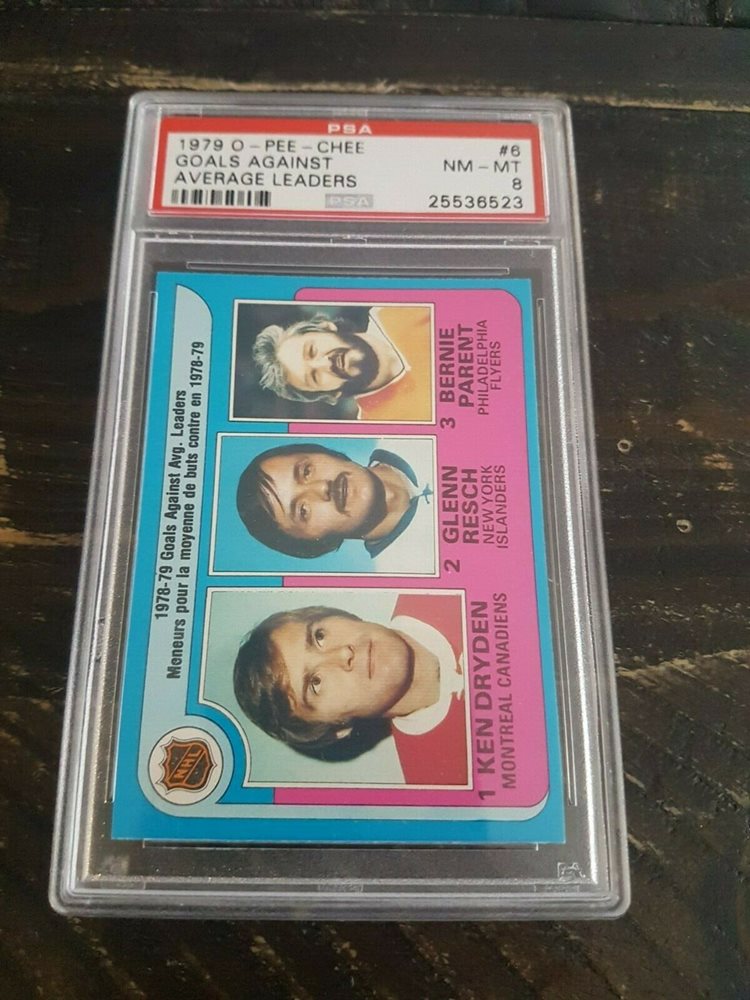 PSA
1979 O-PEE-CHEE
GOALS AGAINST
AVERAGE LEADERS
#6
NM-MT
8
PSA
25536523
1978-79 Goals Against Avg. Leaders
Meneurs pour la moyenne de buts contre en 1978-79
NHL
1 KEN DRYDEN
MONTREAL CANADIENS
2 GLENN
RESCH
NEW YORK
ISLANDERS
3 BERNIE
PARENT
PHILADELPHIA
FLYERS